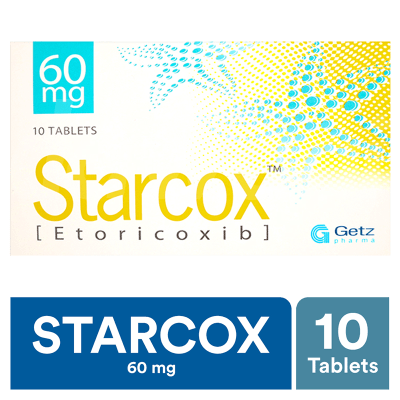 60
mg
10 TABLETS
Starcox™
[Etoricoxib]
Getz
pharma
STARCOX
60 mg
10
Tablets